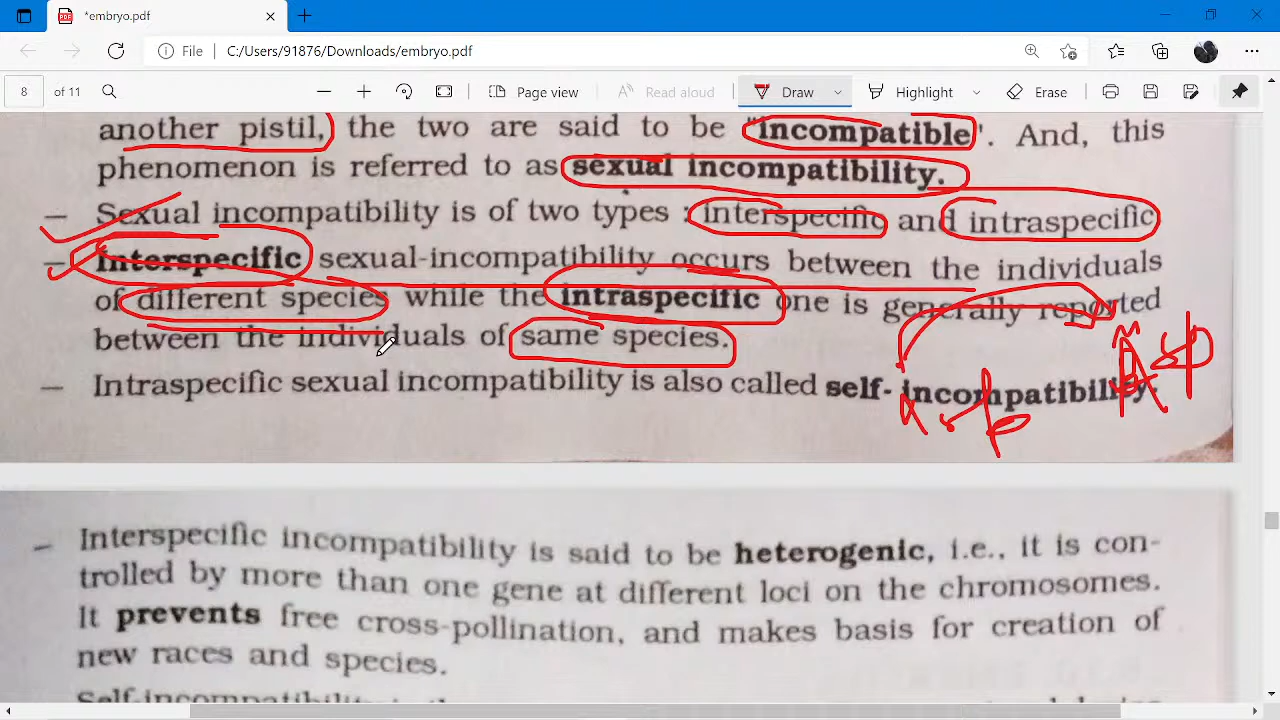 *embryo.pdf
File C:/Users/91876/Downloads/embryo.pdf
8 of 11 Page view Read aloud Draw Highlight Erase
another pistil, the two are said to be "incompatible'. And, this
phenomenon is referred to as sexual incompatibility.
– Sexual incompatibility is of two types : interspecific and intraspecific
– Interspecific sexual-incompatibility occurs between the individuals
of different species while the intraspecific one is generally reported
between the individuals of same species.
– Intraspecific sexual incompatibility is also called self-incompatibility.
– Interspecific incompatibility is said to be heterogenic, i.e., it is con-
trolled by more than one gene at different loci on the chromosomes.
It prevents free cross-pollination, and makes basis for creation of
new races and species.
Self-incompatibility